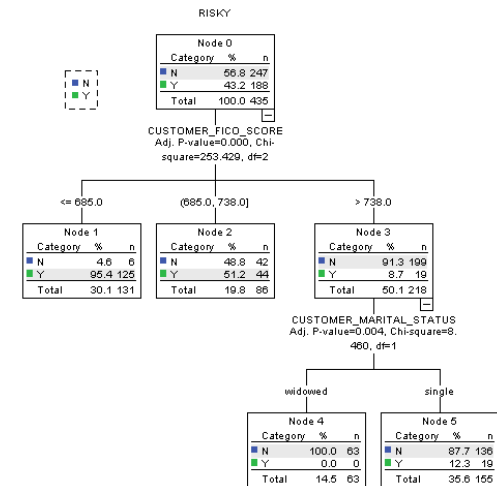 RISKY
Node 0
Category % n
N 56.8 247
Y 43.2 188
Total 100.0 435
N
Y
CUSTOMER_FICO_SCORE
Adj. P-value=0.000, Chi-
square=253.429, df=2
<= 685.0
(685.0, 738.0]
> 738.0
Node 1
Category % n
N 4.6 6
Y 95.4 125
Total 30.1 131
Node 2
Category % n
N 48.8 42
Y 51.2 44
Total 19.8 86
Node 3
Category % n
N 91.3 199
Y 8.7 19
Total 50.1 218
CUSTOMER_MARITAL_STATUS
Adj. P-value=0.004, Chi-square=8.
460, df=1
widowed
single
Node 4
Category % n
N 100.0 63
Y 0.0 0
Total 14.5 63
Node 5
Category % n
N 87.7 136
Y 12.3 19
Total 35.6 155